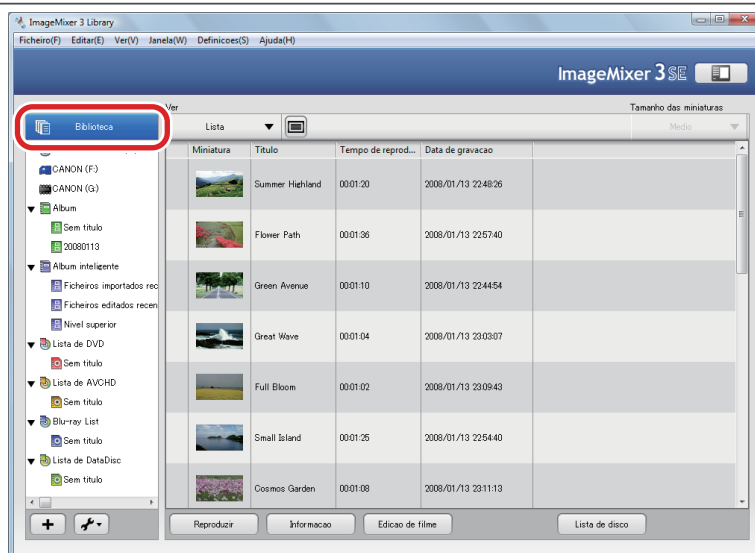 ImageMixer 3 Library
Ficheiro(F) Editar(E) Ver(V) Janela(W) Definicoes(S) Ajuda(H)
ImageMixer 3 SE
Ver
Tamanho das miniaturas
Biblioteca
Lista
Medio
CANON (F:)
CANON (G:)
Album
Sem titulo
20080113
Album inteligente
Ficheiros importados rec
Ficheiros editados recen
Nivel superior
Lista de DVD
Sem titulo
Lista de AVCHD
Sem titulo
Blu-ray List
Sem titulo
Lista de DataDisc
Sem titulo
Miniatura Titulo Tempo de reprod... Data de gravacao
Summer Highland 00:01:20 2008/01/13 22:48:26
Flower Path 00:01:36 2008/01/13 22:57:40
Green Avenue 00:01:10 2008/01/13 22:44:54
Great Wave 00:01:04 2008/01/13 23:03:07
Full Bloom 00:01:02 2008/01/13 23:09:43
Small Island 00:01:25 2008/01/13 22:54:40
Cosmos Garden 00:01:08 2008/01/13 23:11:13
Reproduzir Informacao Edicao de filme Lista de disco